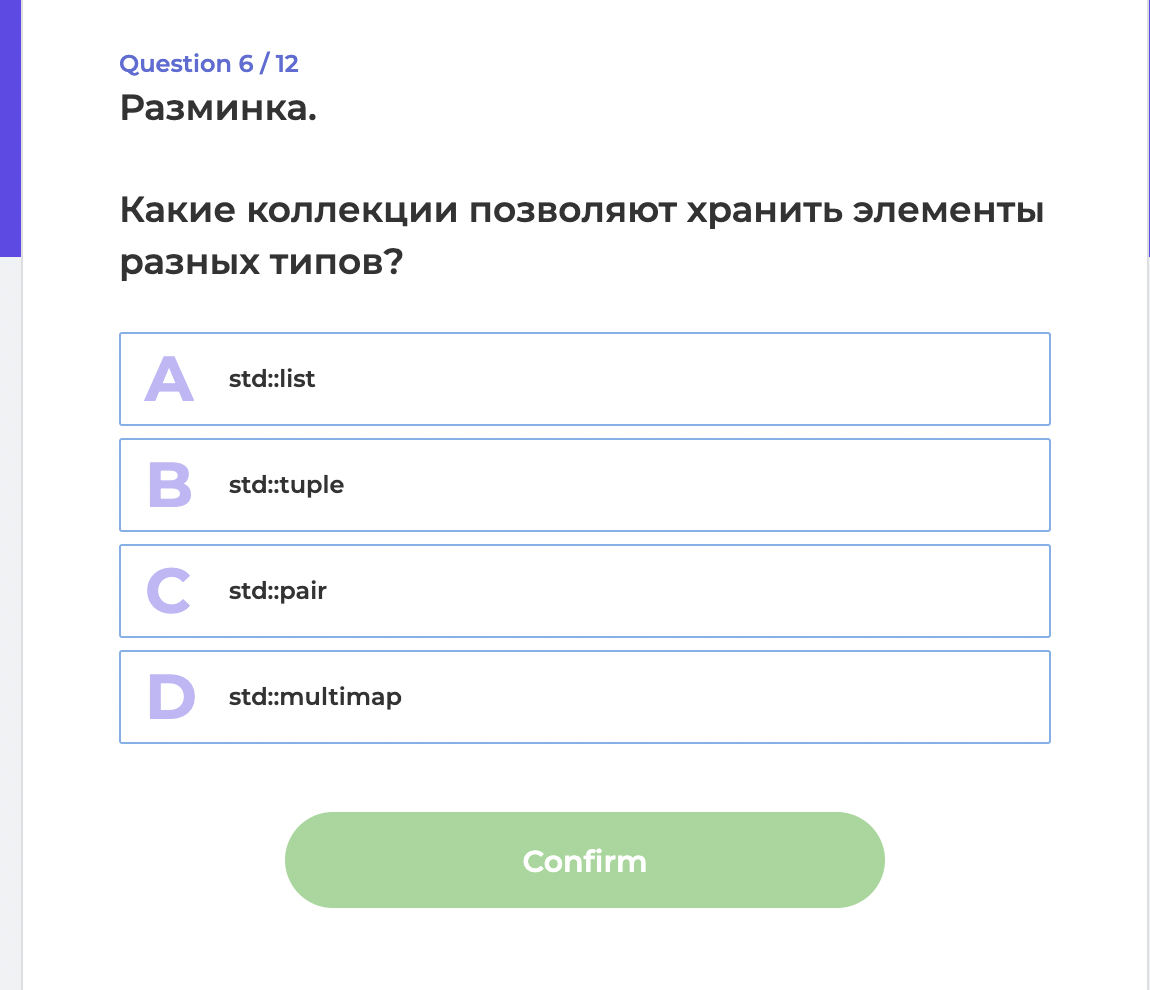 Question 6 / 12
Разминка.
Какие коллекции позволяют хранить элементы
разных типов?
A std::list
B std::tuple
C std::pair
D std::multimap
Confirm